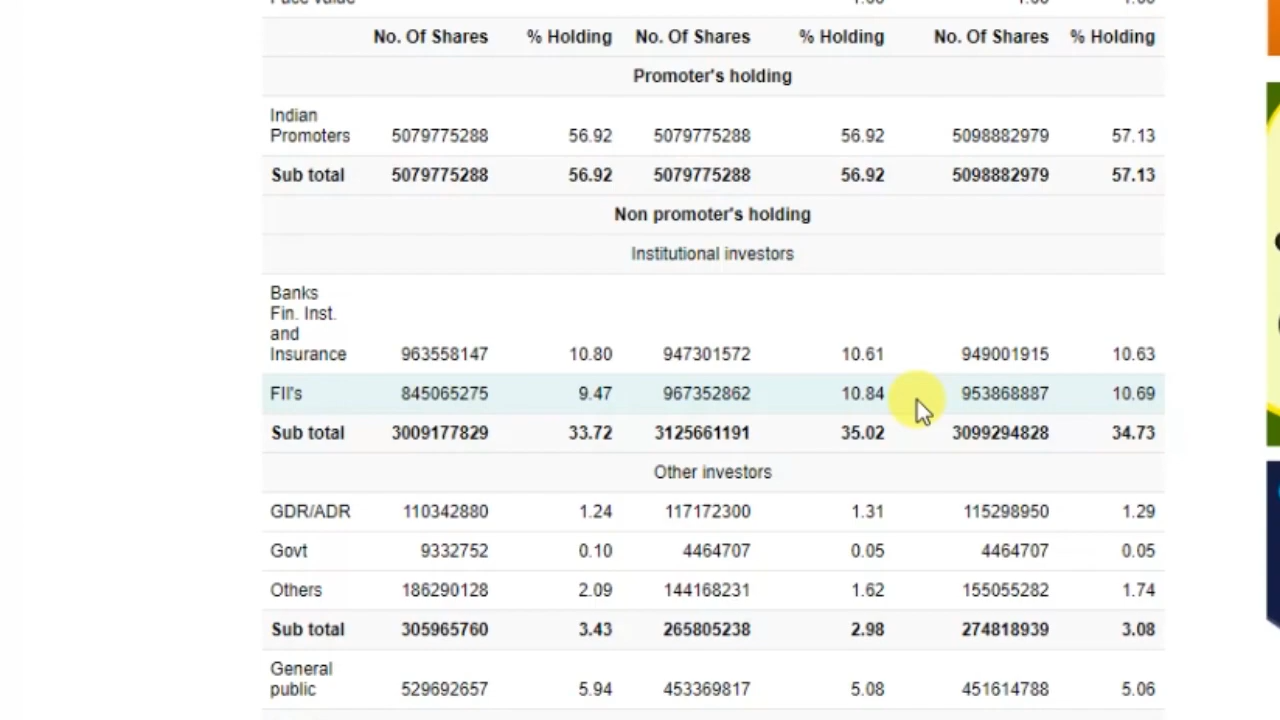 No. Of Shares % Holding No. Of Shares % Holding No. Of Shares % Holding
Promoter's holding
Indian
Promoters 5079775288 56.92 5079775288 56.92 5098882979 57.13
Sub total 5079775288 56.92 5079775288 56.92 5098882979 57.13
Non promoter's holding
Institutional investors
Banks
Fin. Inst.
and
Insurance 963558147 10.80 947301572 10.61 949001915 10.63
FII's 845065275 9.47 967352862 10.84 953868887 10.69
Sub total 3009177829 33.72 3125661191 35.02 3099294828 34.73
Other investors
GDR/ADR 110342880 1.24 117172300 1.31 115298950 1.29
Govt 9332752 0.10 4464707 0.05 4464707 0.05
Others 186290128 2.09 144168231 1.62 155055282 1.74
Sub total 305965760 3.43 265805238 2.98 274818939 3.08
General
public 529692657 5.94 453369817 5.08 451614788 5.06